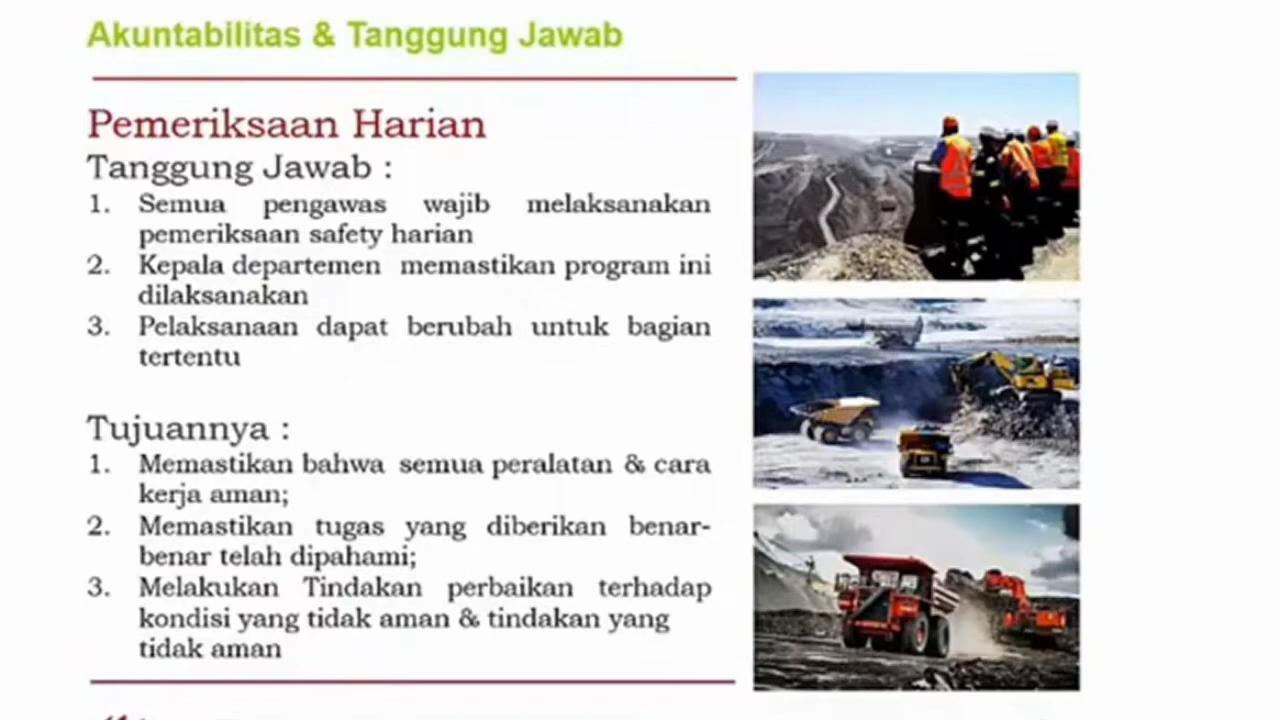 Akuntabilitas & Tanggung Jawab
Pemeriksaan Harian
Tanggung Jawab :
1. Semua pengawas wajib melaksanakan
pemeriksaan safety harian
2. Kepala departemen memastikan program ini
dilaksanakan
3. Pelaksanaan dapat berubah untuk bagian
tertentu
Tujuannya :
1. Memastikan bahwa semua peralatan & cara
kerja aman;
2. Memastikan tugas yang diberikan benar-
benar telah dipahami;
3. Melakukan Tindakan perbaikan terhadap
kondisi yang tidak aman & tindakan yang
tidak aman